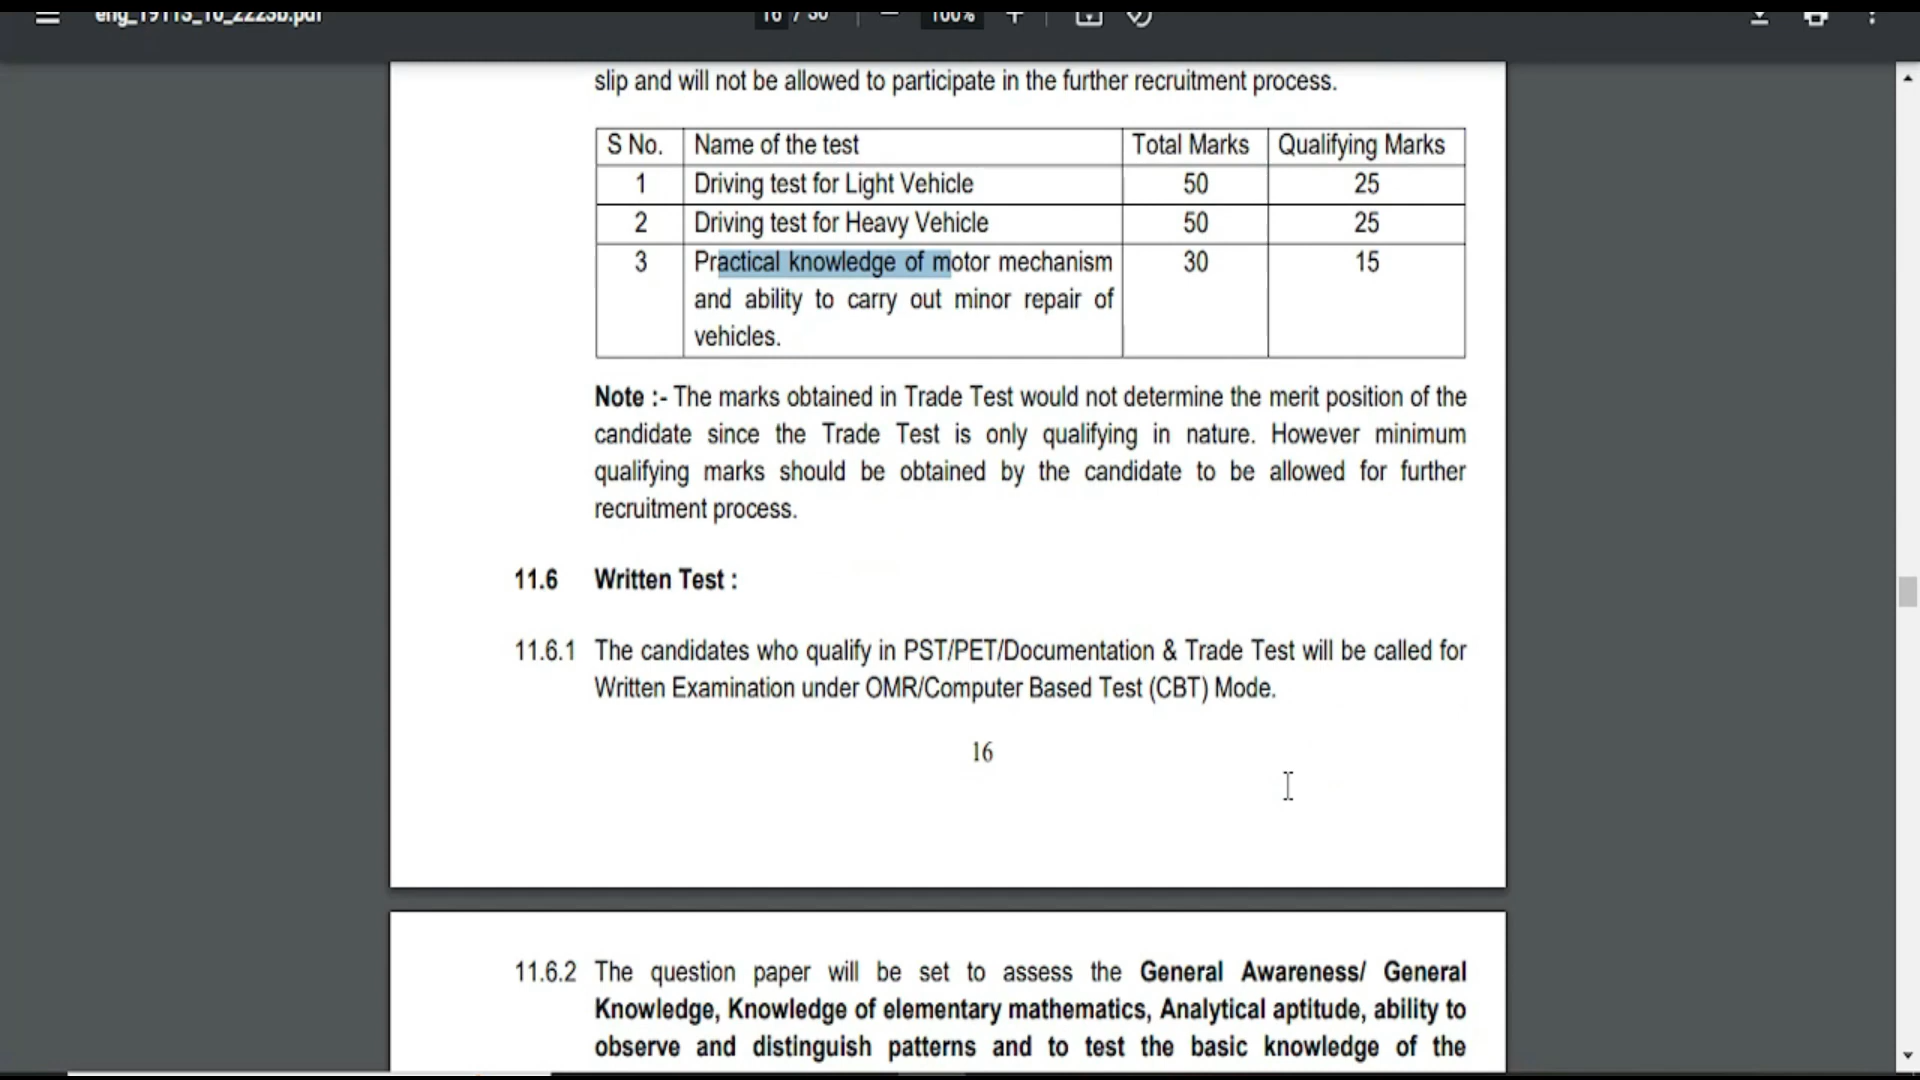 eng_19113_10_2223b.pdf
16 / 30
100%
slip and will not be allowed to participate in the further recruitment process.
S No. Name of the test Total Marks Qualifying Marks
1 Driving test for Light Vehicle 50 25
2 Driving test for Heavy Vehicle 50 25
3 Practical knowledge of motor mechanism 30 15
and ability to carry out minor repair of
vehicles.
Note :- The marks obtained in Trade Test would not determine the merit position of the
candidate since the Trade Test is only qualifying in nature. However minimum
qualifying marks should be obtained by the candidate to be allowed for further
recruitment process.
11.6 Written Test :
11.6.1 The candidates who qualify in PST/PET/Documentation & Trade Test will be called for
Written Examination under OMR/Computer Based Test (CBT) Mode.
16
11.6.2 The question paper will be set to assess the General Awareness/ General
Knowledge, Knowledge of elementary mathematics, Analytical aptitude, ability to
observe and distinguish patterns and to test the basic knowledge of the